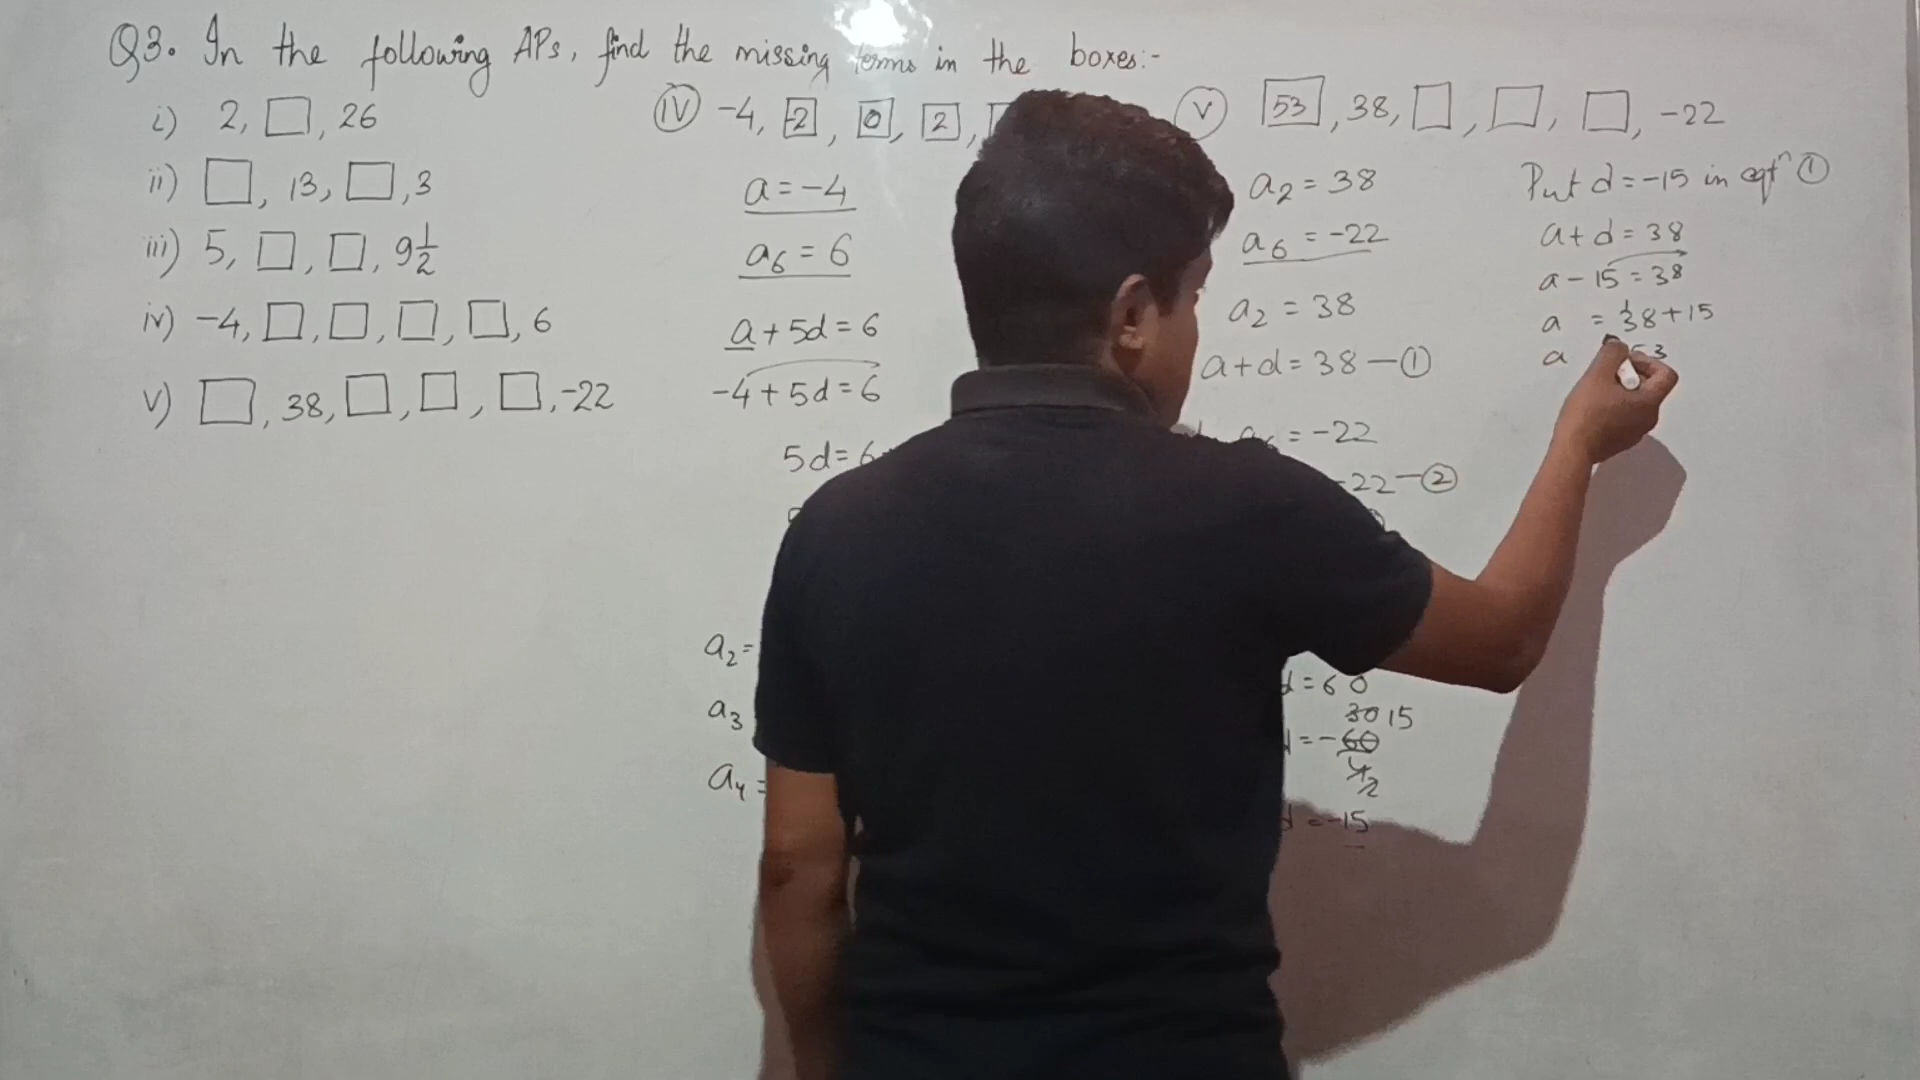 Q3. In the following APs, find the missing terms in the boxes:-
i) 2, □, 26
ii) □, 13, □, 3
iii) 5, □, □, 9 1/2
iv) -4, □, □, □, □, 6
v) □, 38, □, □, □, -22
(iv) -4, -2, 0, 2,
a = -4
a6 = 6
a + 5d = 6
-4 + 5d = 6
5d = 6
a2 =
a3
a4 =
(v) 53, 38, □, □, □, -22
a2 = 38
a6 = -22
a2 = 38
a + d = 38 — ①
= -22
-22 — ②
d = 60
30 15
d = -60
4 2
d = -15
Put d = -15 in eqtn ①
a + d = 38
a - 15 = 38
a = 38 + 15
a 53